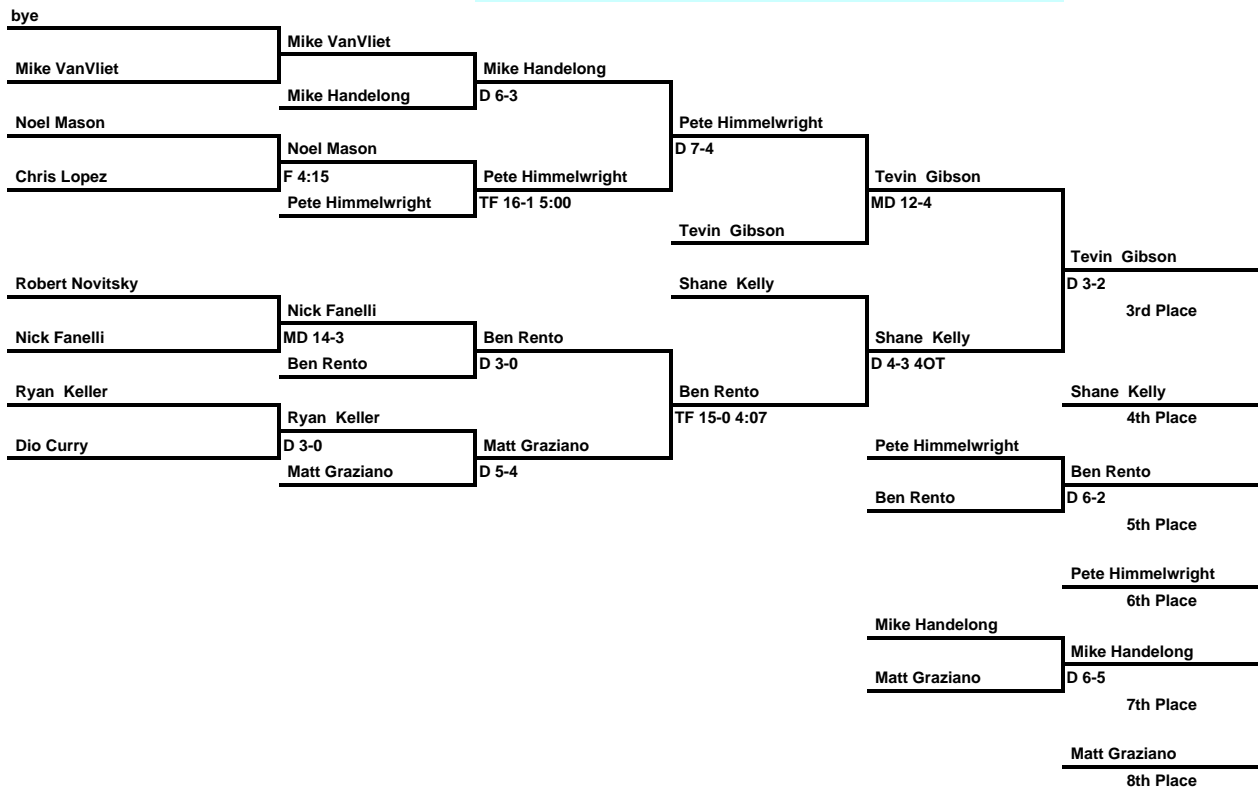 bye
Mike VanVliet
Mike VanVliet
Mike Handelong
Mike Handelong
D 6-3
Noel Mason
Pete Himmelwright
D 7-4
Noel Mason
Chris Lopez
F 4:15
Pete Himmelwright
Tevin Gibson
Pete Himmelwright
TF 16-1 5:00
MD 12-4
Tevin Gibson
Tevin Gibson
Robert Novitsky
Shane Kelly
D 3-2
Nick Fanelli
3rd Place
Nick Fanelli
MD 14-3
Ben Rento
Shane Kelly
Ben Rento
D 3-0
D 4-3 4OT
Ryan Keller
Ben Rento
Shane Kelly
Ryan Keller
TF 15-0 4:07
4th Place
Dio Curry
D 3-0
Matt Graziano
Pete Himmelwright
Matt Graziano
D 5-4
Ben Rento
Ben Rento
D 6-2
5th Place
Pete Himmelwright
6th Place
Mike Handelong
Mike Handelong
Matt Graziano
D 6-5
7th Place
Matt Graziano
8th Place